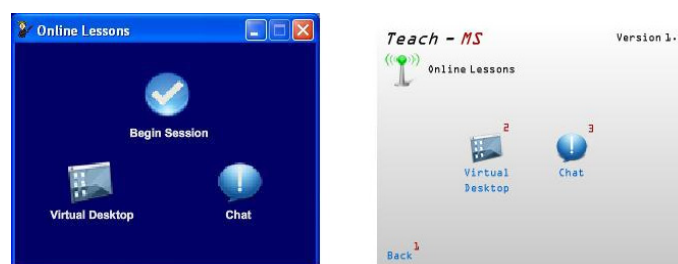 Online Lessons
Begin Session
Virtual Desktop
Chat
Teach - MS
Version 1.
Online Lessons
2
3
Virtual
Desktop
Chat
1
Back